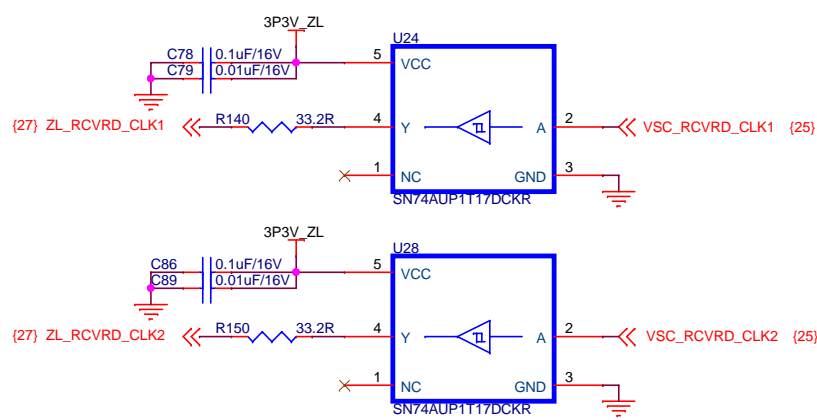 3P3V_ZL
U24
C78 0.1uF/16V
5 VCC
C79 0.01uF/16V
{27} ZL_RCVRD_CLK1 R140 33.2R 4 Y A 2 VSC_RCVRD_CLK1 {25}
1 NC GND 3
SN74AUP1T17DCKR
3P3V_ZL
U28
C86 0.1uF/16V
5 VCC
C89 0.01uF/16V
{27} ZL_RCVRD_CLK2 R150 33.2R 4 Y A 2 VSC_RCVRD_CLK2 {25}
1 NC GND 3
SN74AUP1T17DCKR